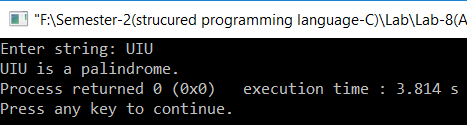 "F:\Semester-2(strucured programming language-C)\Lab\Lab-8(A
Enter string: UIU
UIU is a palindrome.
Process returned 0 (0x0)   execution time : 3.814 s
Press any key to continue.